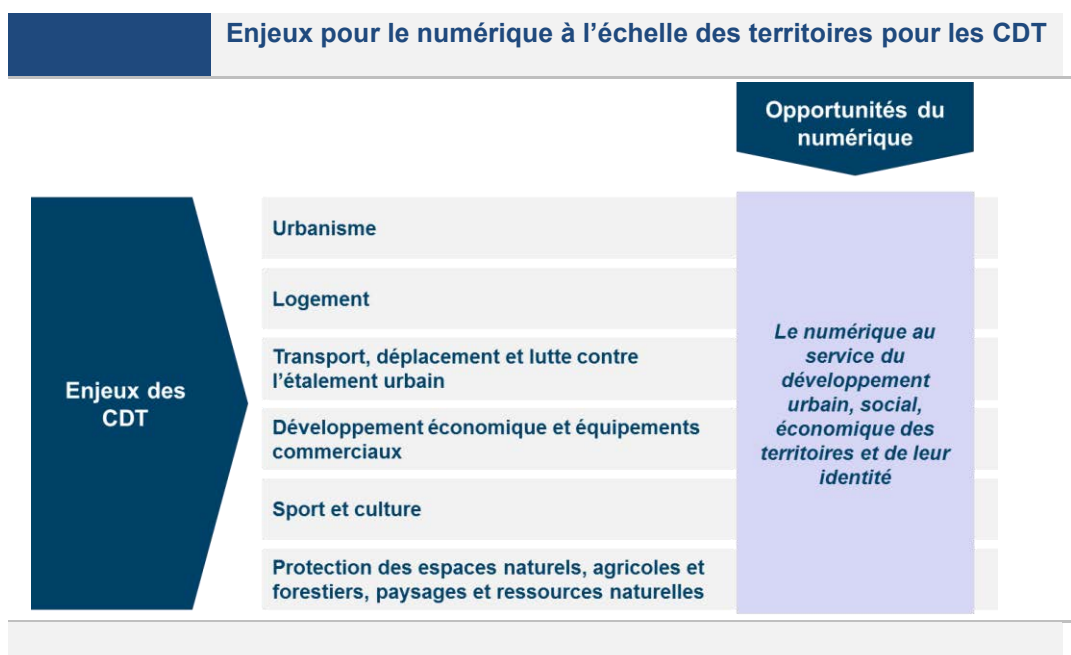 Enjeux pour le numérique à l’échelle des territoires pour les CDT
Opportunités du
numérique
Enjeux des
CDT
Urbanisme
Logement
Transport, déplacement et lutte contre
l’étalement urbain
Développement économique et équipements
commerciaux
Sport et culture
Protection des espaces naturels, agricoles et
forestiers, paysages et ressources naturelles
Le numérique au
service du
développement
urbain, social,
économique des
territoires et de leur
identité